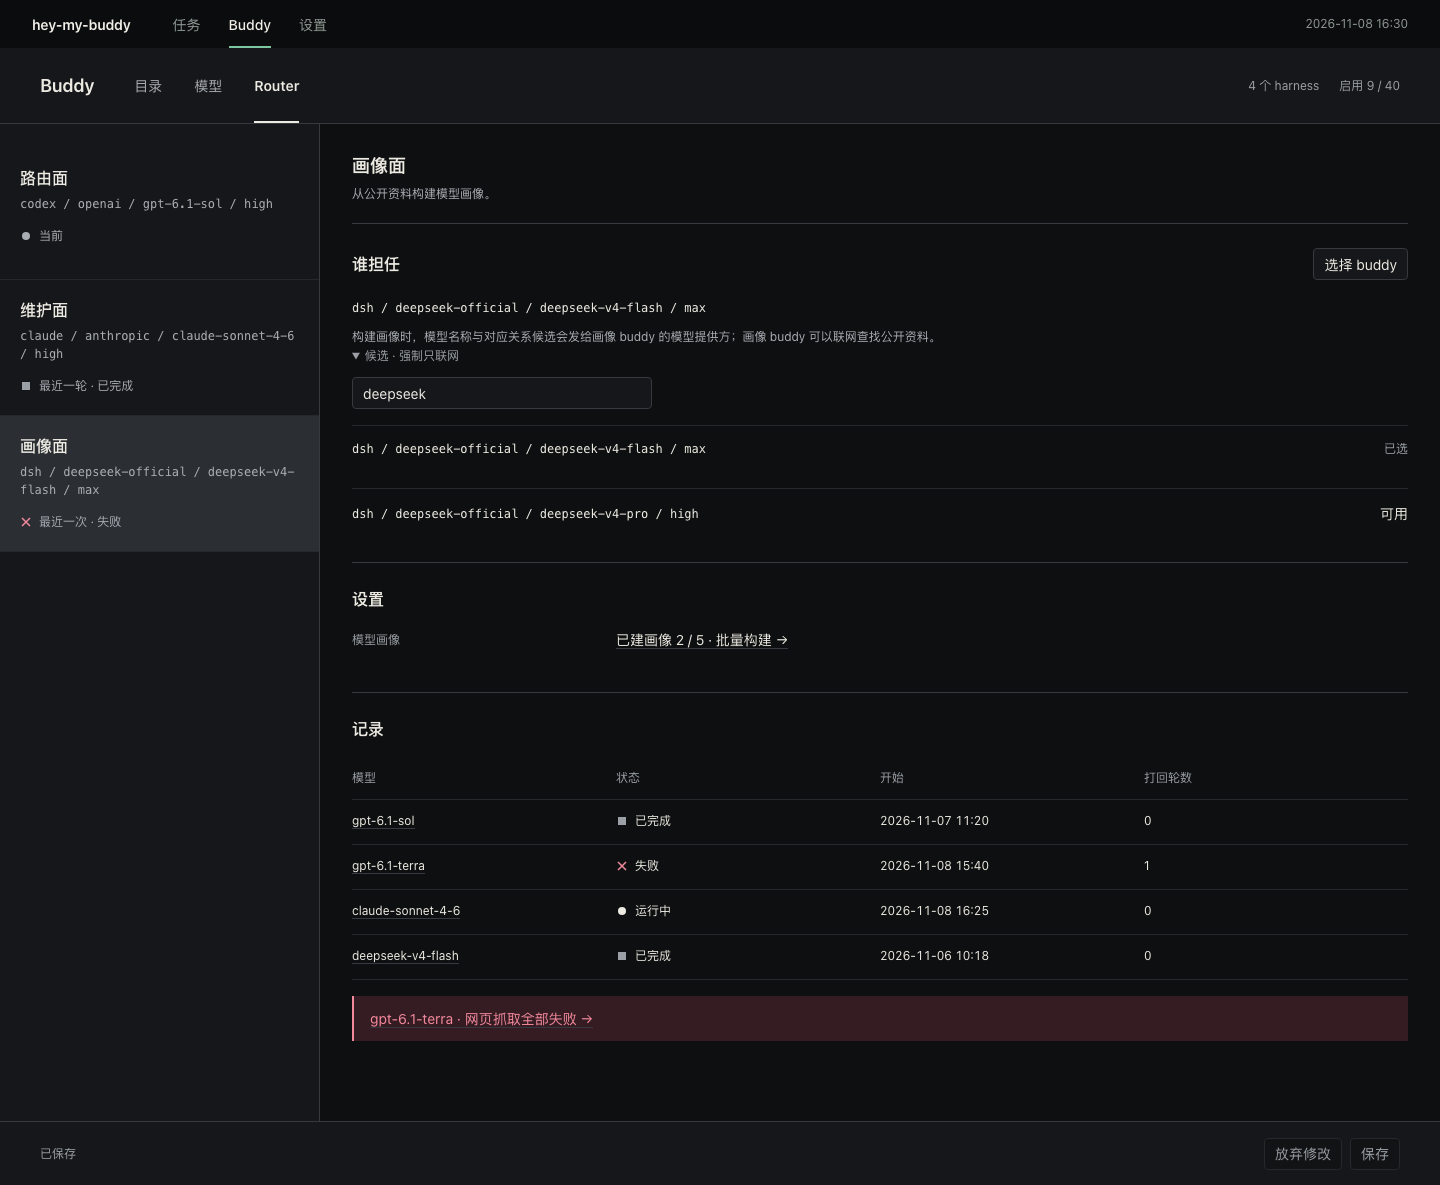 hey-my-buddy 任务 Buddy 设置 2026-11-08 16:30
Buddy 目录 模型 Router 4 个 harness 启用 9 / 40
路由面
codex / openai / gpt-6.1-sol / high
当前
维护面
claude / anthropic / claude-sonnet-4-6
/ high
最近一轮 · 已完成
画像面
dsh / deepseek-official / deepseek-v4-
flash / max
最近一次 · 失败
画像面
从公开资料构建模型画像。
谁担任 选择 buddy
dsh / deepseek-official / deepseek-v4-flash / max
构建画像时，模型名称与对应关系候选会发给画像 buddy 的模型提供方；画像 buddy 可以联网查找公开资料。
▼ 候选 · 强制只联网
deepseek
dsh / deepseek-official / deepseek-v4-flash / max 已选
dsh / deepseek-official / deepseek-v4-pro / high 可用
设置
模型画像 已建画像 2 / 5 · 批量构建 →
记录
模型 状态 开始 打回轮数
gpt-6.1-sol 已完成 2026-11-07 11:20 0
gpt-6.1-terra 失败 2026-11-08 15:40 1
claude-sonnet-4-6 运行中 2026-11-08 16:25 0
deepseek-v4-flash 已完成 2026-11-06 10:18 0
gpt-6.1-terra · 网页抓取全部失败 →
已保存 放弃修改 保存